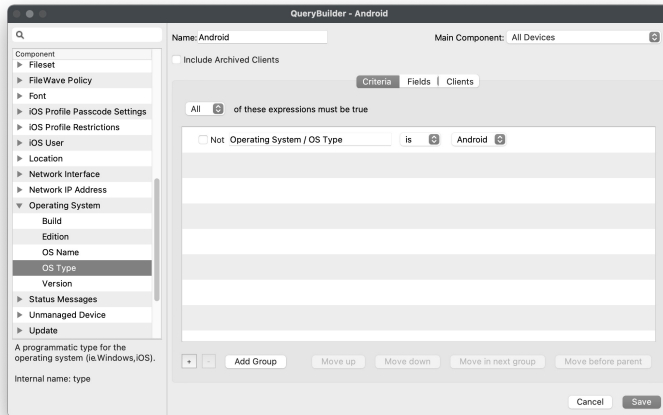 QueryBuilder - Android
Name: Android
Main Component: All Devices
Component
Include Archived Clients
Fileset
FileWave Policy
Font
iOS Profile Passcode Settings
iOS Profile Restrictions
iOS User
Location
Network Interface
Network IP Address
Operating System
Build
Edition
OS Name
OS Type
Version
Status Messages
Unmanaged Device
Update
A programmatic type for the
operating system (ie.Windows,iOS).
Internal name: type
Criteria Fields Clients
All of these expressions must be true
Not Operating System / OS Type is Android
+ - Add Group Move up Move down Move in next group Move before parent
Cancel Save